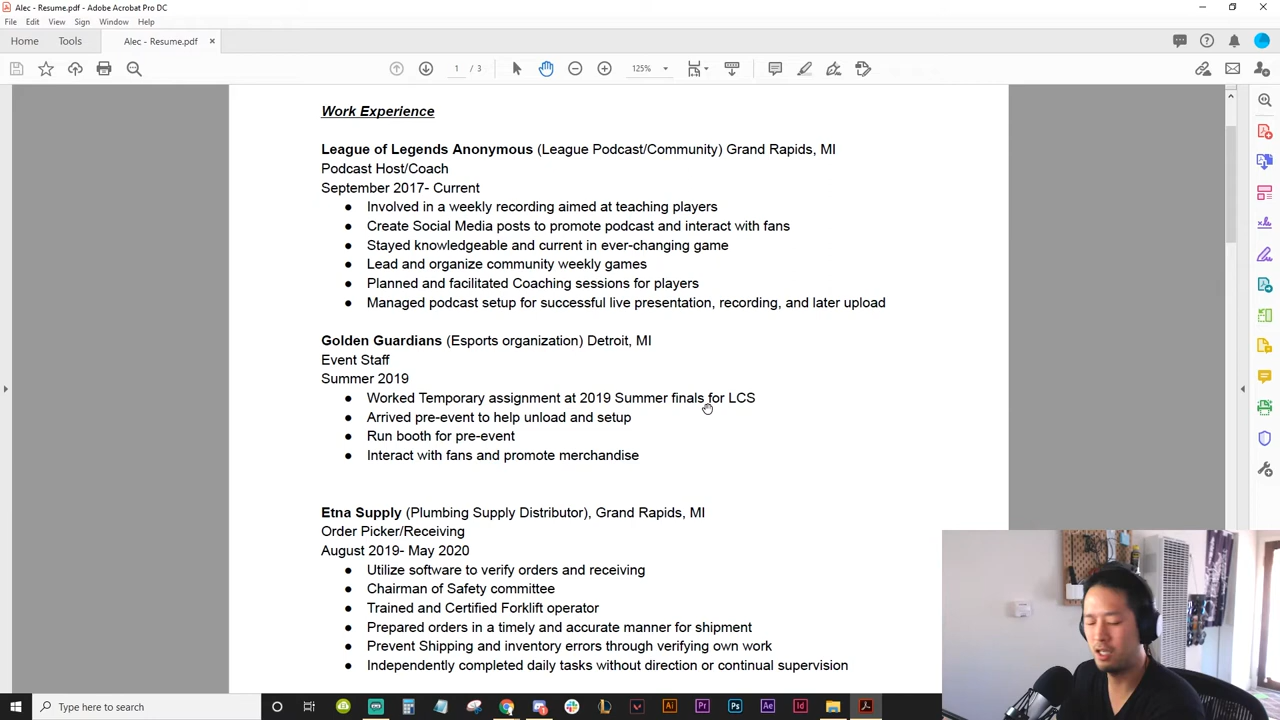 Alec - Resume.pdf - Adobe Acrobat Pro DC
File Edit View Sign Window Help
Home Tools Alec - Resume.pdf ×
1 / 3 125%
Work Experience
League of Legends Anonymous (League Podcast/Community) Grand Rapids, MI
Podcast Host/Coach
September 2017- Current
● Involved in a weekly recording aimed at teaching players
● Create Social Media posts to promote podcast and interact with fans
● Stayed knowledgeable and current in ever-changing game
● Lead and organize community weekly games
● Planned and facilitated Coaching sessions for players
● Managed podcast setup for successful live presentation, recording, and later upload
Golden Guardians (Esports organization) Detroit, MI
Event Staff
Summer 2019
● Worked Temporary assignment at 2019 Summer finals for LCS
● Arrived pre-event to help unload and setup
● Run booth for pre-event
● Interact with fans and promote merchandise
Etna Supply (Plumbing Supply Distributor), Grand Rapids, MI
Order Picker/Receiving
August 2019- May 2020
● Utilize software to verify orders and receiving
● Chairman of Safety committee
● Trained and Certified Forklift operator
● Prepared orders in a timely and accurate manner for shipment
● Prevent Shipping and inventory errors through verifying own work
● Independently completed daily tasks without direction or continual supervision
Type here to search
Ai Pr Ps Ae Id